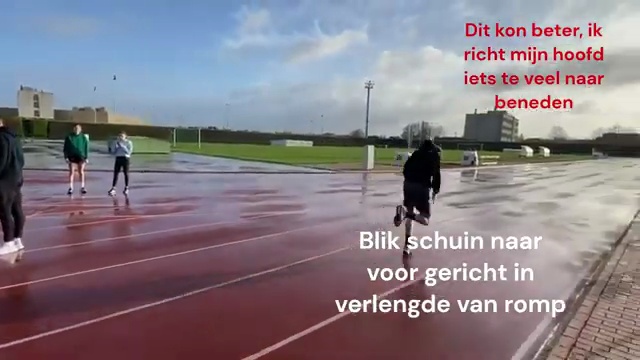 Dit kon beter, ik
richt mijn hoofd
iets te veel naar
beneden
Blik schuin naar
voor gericht in
verlengde van romp